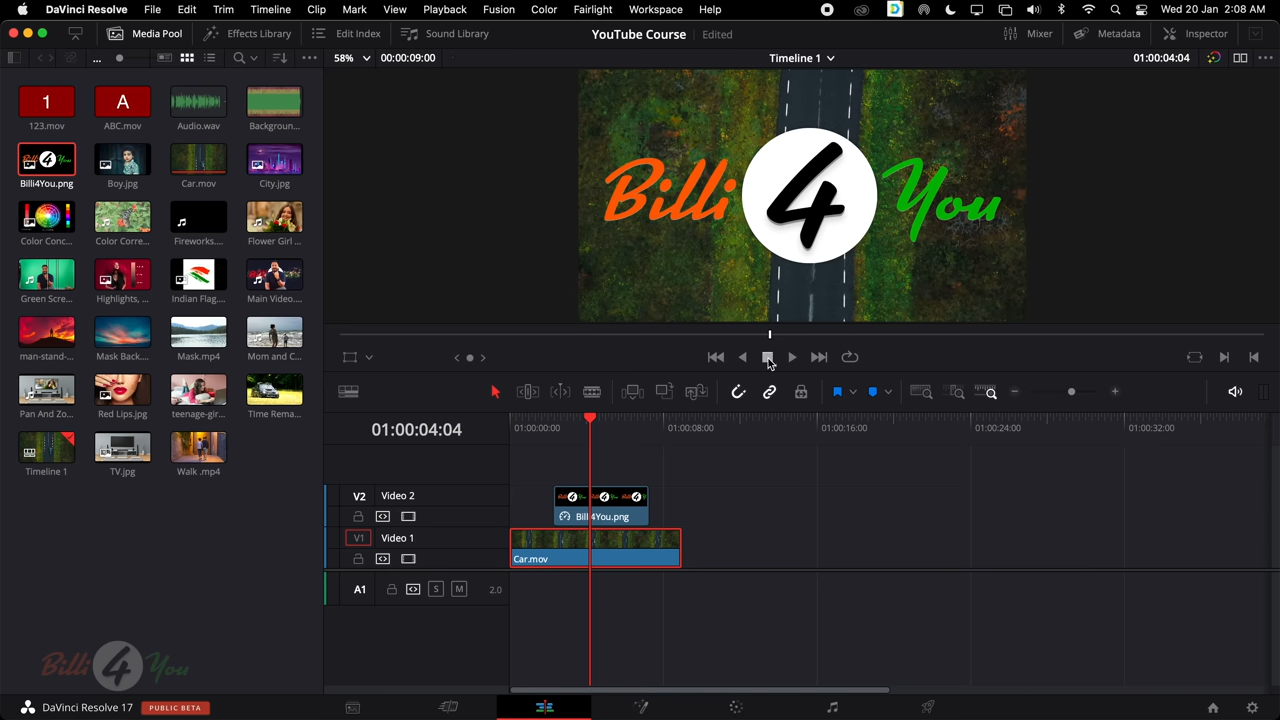 DaVinci Resolve File Edit Trim Timeline Clip Mark View Playback Fusion Color Fairlight Workspace Help Wed 20 Jan 2:08 AM
Media Pool Effects Library Edit Index Sound Library YouTube Course Edited Mixer Metadata Inspector
... 58% 00:00:09:00 Timeline 1 01:00:04:04
1 A
123.mov ABC.mov Audio.wav Backgroun...
Billi 4 You
Billi4You.png Boy.jpg Car.mov City.jpg
Billi 4 You
Color Conc... Color Corre... Fireworks.... Flower Girl ...
Green Scre... Highlights, ... Indian Flag.... Main Video....
man-stand-... Mask Back.... Mask.mp4 Mom and C...
Pan And Zo... Red Lips.jpg teenage-gir... TIme Rema...
Timeline 1 TV.jpg Walk .mp4
01:00:04:04 01:00:00:00 01:00:08:00 01:00:16:00 01:00:24:00 01:00:32:00
V2 Video 2
Billi4You.png
V1 Video 1
Car.mov
A1 S M 2.0
Billi 4 You
DaVinci Resolve 17 PUBLIC BETA